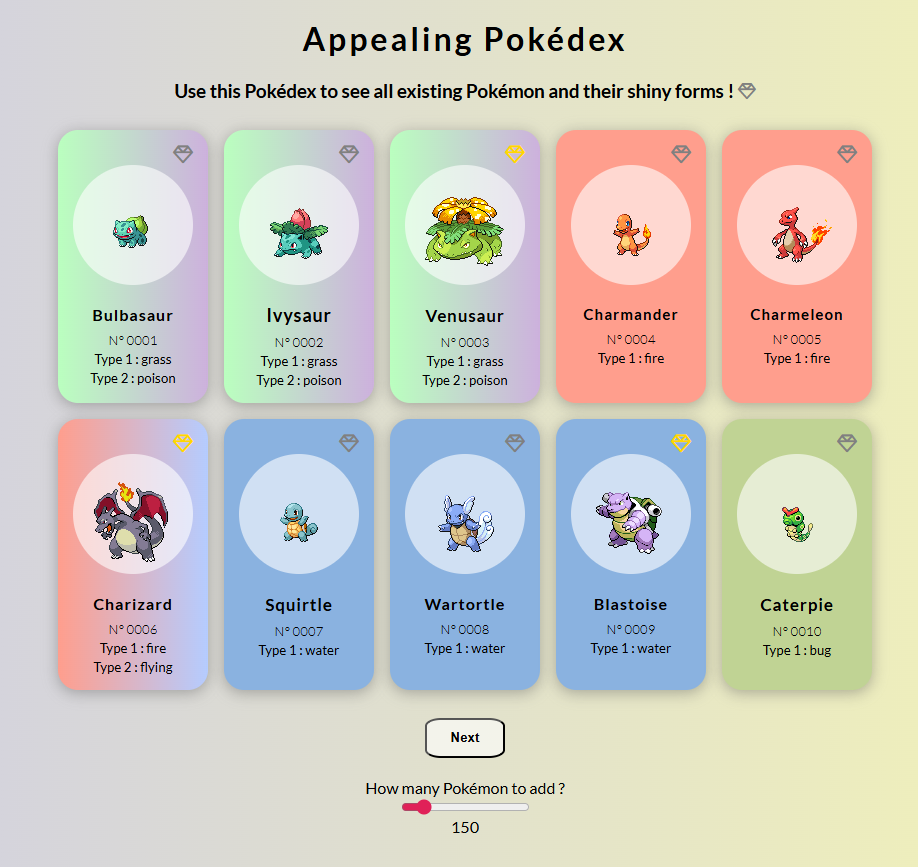 Appealing Pokédex
Use this Pokédex to see all existing Pokémon and their shiny forms !
Bulbasaur
N° 0001
Type 1 : grass
Type 2 : poison
Ivysaur
N° 0002
Type 1 : grass
Type 2 : poison
Venusaur
N° 0003
Type 1 : grass
Type 2 : poison
Charmander
N° 0004
Type 1 : fire
Charmeleon
N° 0005
Type 1 : fire
Charizard
N° 0006
Type 1 : fire
Type 2 : flying
Squirtle
N° 0007
Type 1 : water
Wartortle
N° 0008
Type 1 : water
Blastoise
N° 0009
Type 1 : water
Caterpie
N° 0010
Type 1 : bug
Next
How many Pokémon to add ?
150